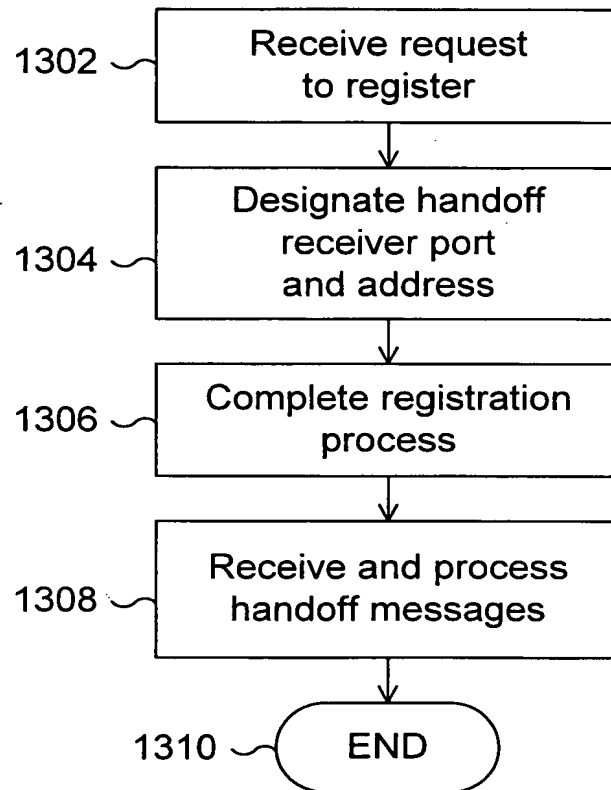 1302
Receive request
to register
1304
Designate handoff
receiver port
and address
1306
Complete registration
process
1308
Receive and process
handoff messages
1310
END